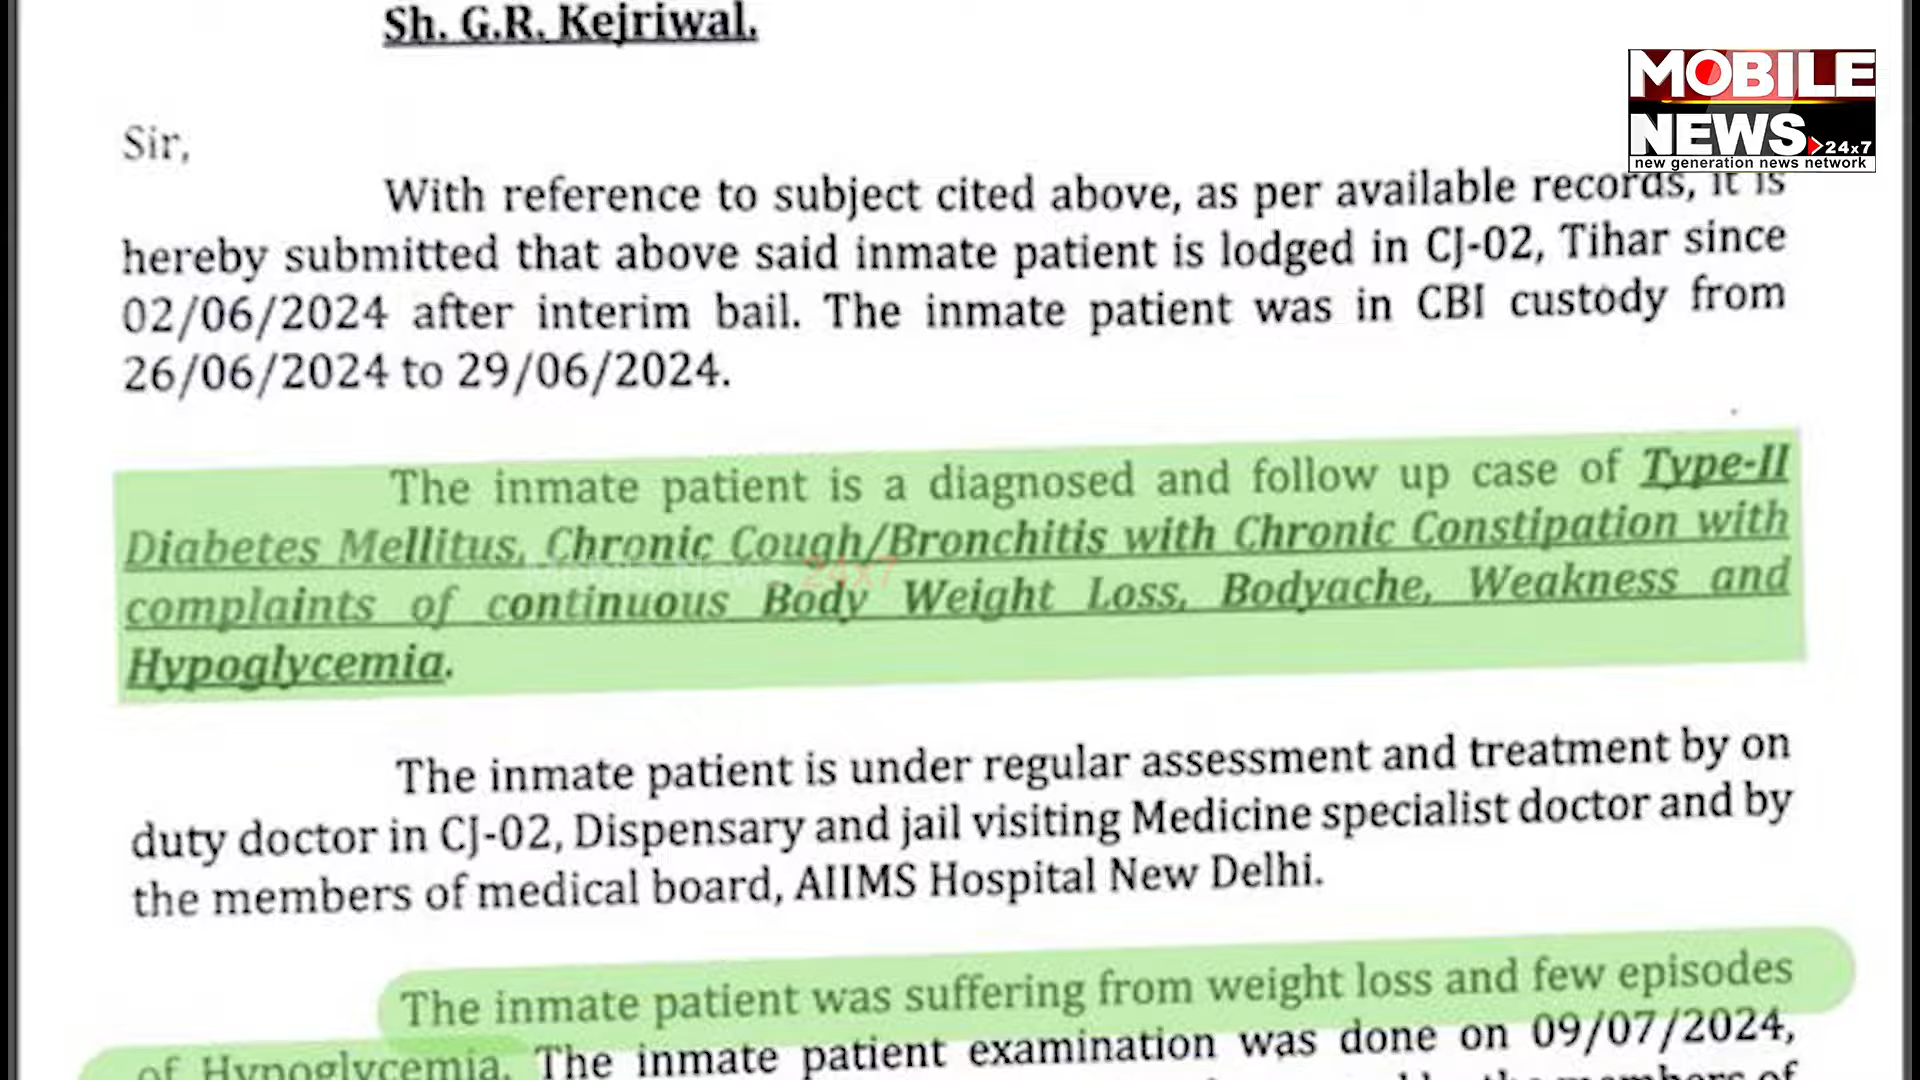 Sh. G.R. Kejriwal.
MOBILE
NEWS 24x7
new generation news network
Sir,
With reference to subject cited above, as per available records, it is
hereby submitted that above said inmate patient is lodged in CJ-02, Tihar since
02/06/2024 after interim bail. The inmate patient was in CBI custody from
26/06/2024 to 29/06/2024.
The inmate patient is a diagnosed and follow up case of Type-II
Diabetes Mellitus, Chronic Cough/Bronchitis with Chronic Constipation with
complaints of continuous Body Weight Loss, Bodyache, Weakness and
Hypoglycemia.
The inmate patient is under regular assessment and treatment by on
duty doctor in CJ-02, Dispensary and jail visiting Medicine specialist doctor and by
the members of medical board, AIIMS Hospital New Delhi.
The inmate patient was suffering from weight loss and few episodes
of Hypoglycemia. The inmate patient examination was done on 09/07/2024,
the members of